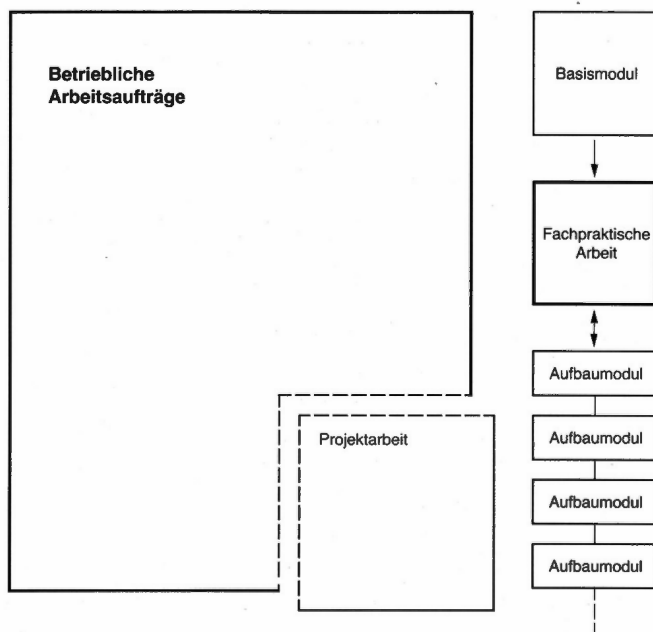 Betriebliche
Arbeitsaufträge
Projektarbeit
Basismodul
Fachpraktische
Arbeit
Aufbaumodul
Aufbaumodul
Aufbaumodul
Aufbaumodul